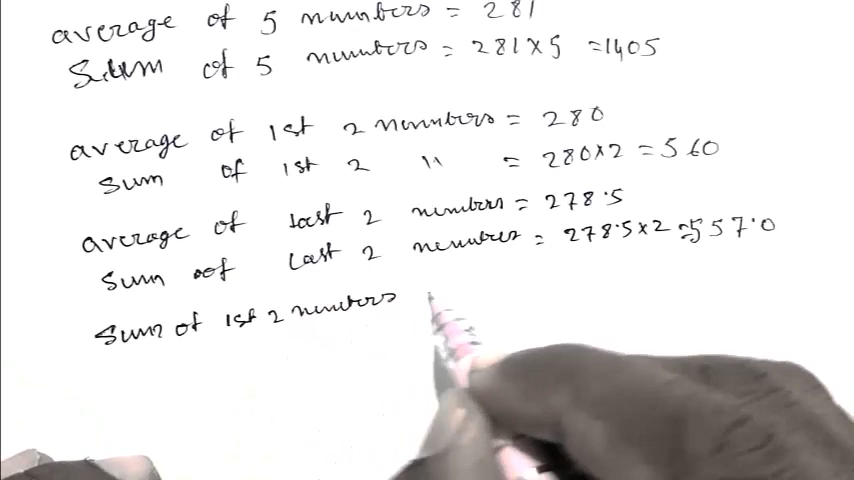 average of 5 numbers = 281
Sum of 5 numbers = 281×5 =1405
average of 1st 2 numbers = 280
Sum of 1st 2 " = 280×2 = 560
average of last 2 numbers = 278.5
Sum of last 2 numbers = 278.5×2 = 557.0
Sum of 1st 2 numbers